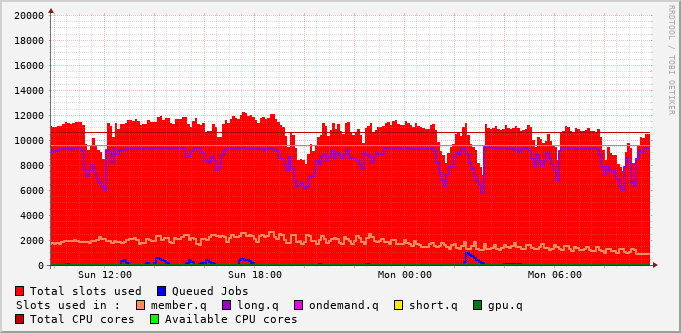 RRDTOOL / TOBI OETIKER
20000
18000
16000
14000
12000
10000
8000
6000
4000
2000
0
Sun 12:00 Sun 18:00 Mon 00:00 Mon 06:00
Total slots used Queued Jobs
Slots used in : member.q long.q ondemand.q short.q gpu.q
Total CPU cores Available CPU cores